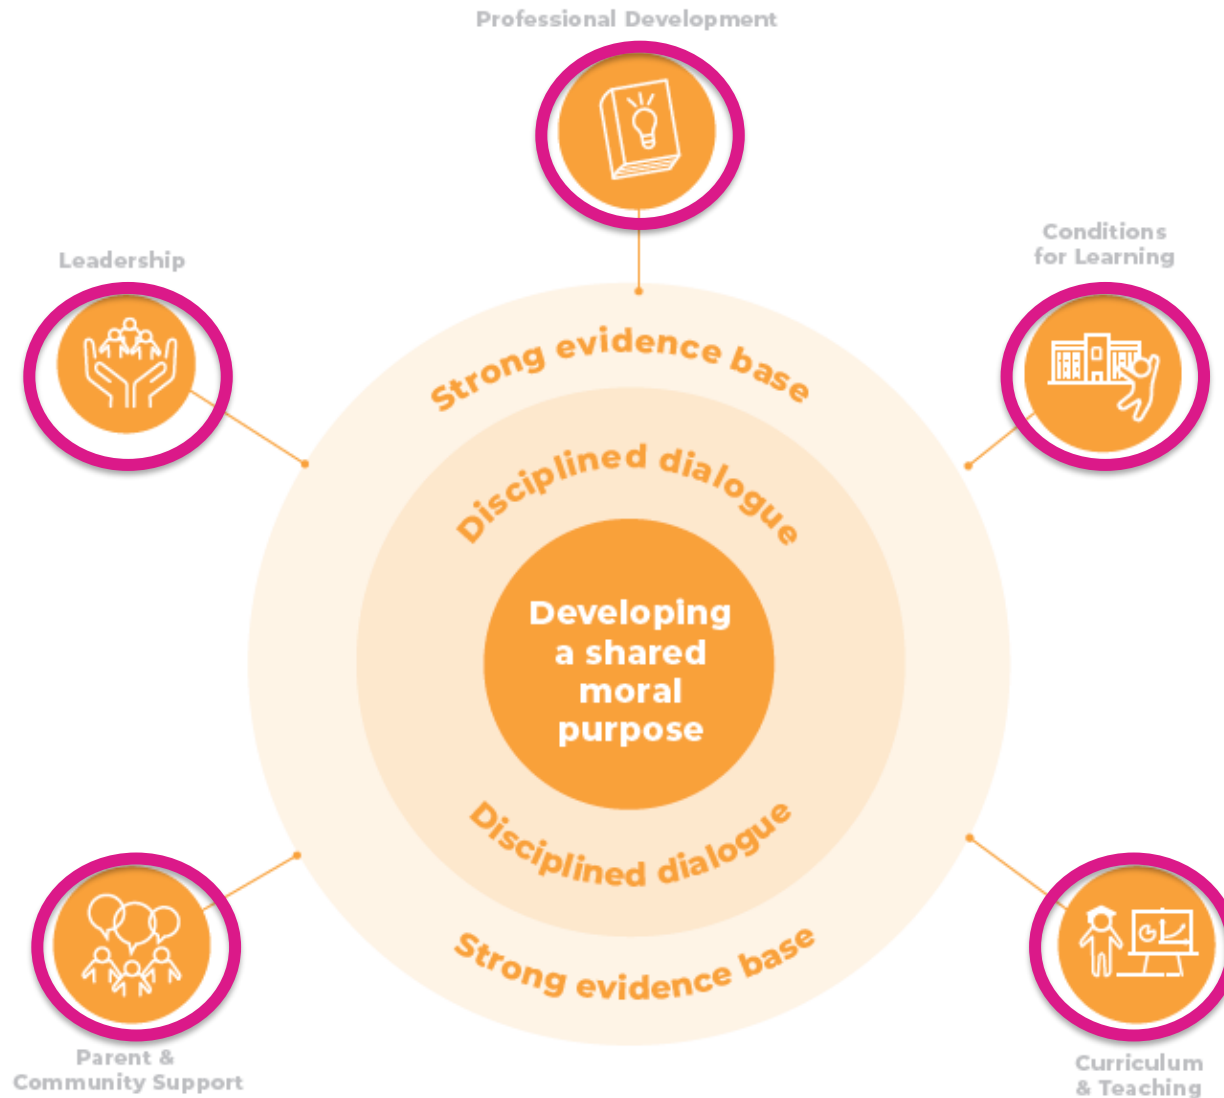 Professional Development
Leadership
Conditions
for Learning
Strong evidence base
Disciplined dialogue
Developing
a shared
moral
purpose
Disciplined dialogue
Strong evidence base
Parent &
Community Support
Curriculum
& Teaching